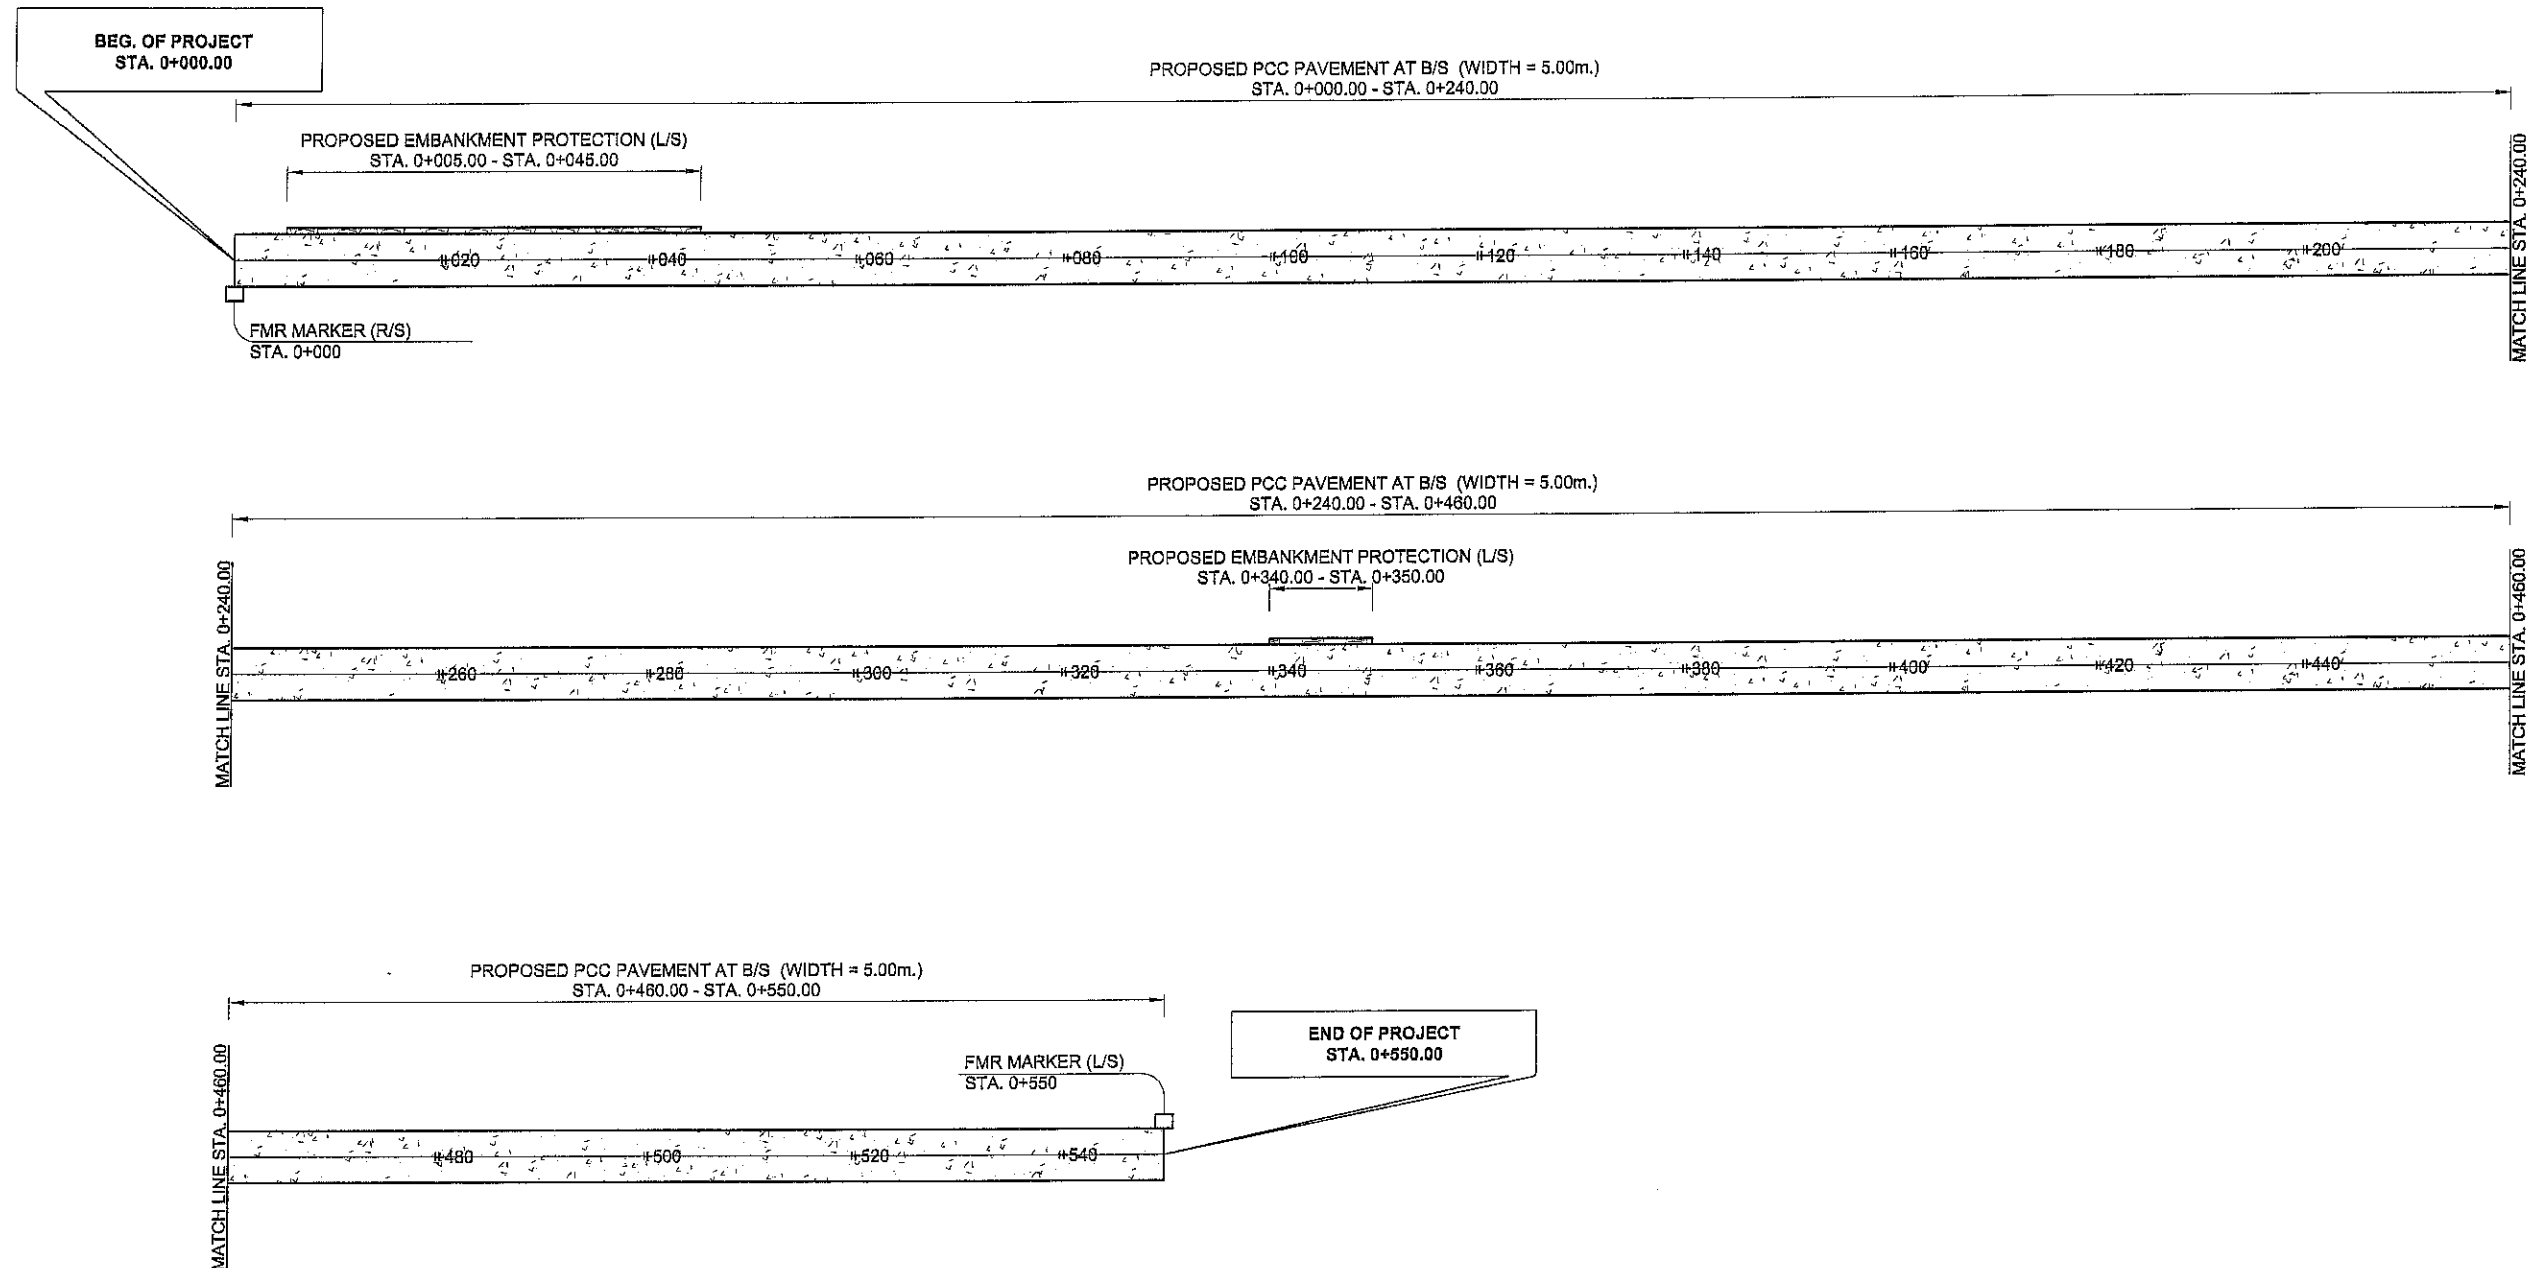 BEG. OF PROJECT
STA. 0+000.00
PROPOSED PCC PAVEMENT AT B/S (WIDTH = 5.00m.)
STA. 0+000.00 - STA. 0+240.00
PROPOSED EMBANKMENT PROTECTION (L/S)
STA. 0+005.00 - STA. 0+045.00
+020 +040 +060 +080 +100 +120 +140 +160 +180 +200
MATCH LINE STA. 0+240.00
FMR MARKER (R/S)
STA. 0+000
PROPOSED PCC PAVEMENT AT B/S (WIDTH = 5.00m.)
STA. 0+240.00 - STA. 0+460.00
PROPOSED EMBANKMENT PROTECTION (L/S)
STA. 0+340.00 - STA. 0+350.00
MATCH LINE STA. 0+240.00
+260 +280 +300 +320 +340 +360 +380 +400 +420 +440
MATCH LINE STA. 0+460.00
PROPOSED PCC PAVEMENT AT B/S (WIDTH = 5.00m.)
STA. 0+460.00 - STA. 0+550.00
END OF PROJECT
STA. 0+550.00
FMR MARKER (L/S)
STA. 0+550
MATCH LINE STA. 0+460.00
+480 +500 +520 +540